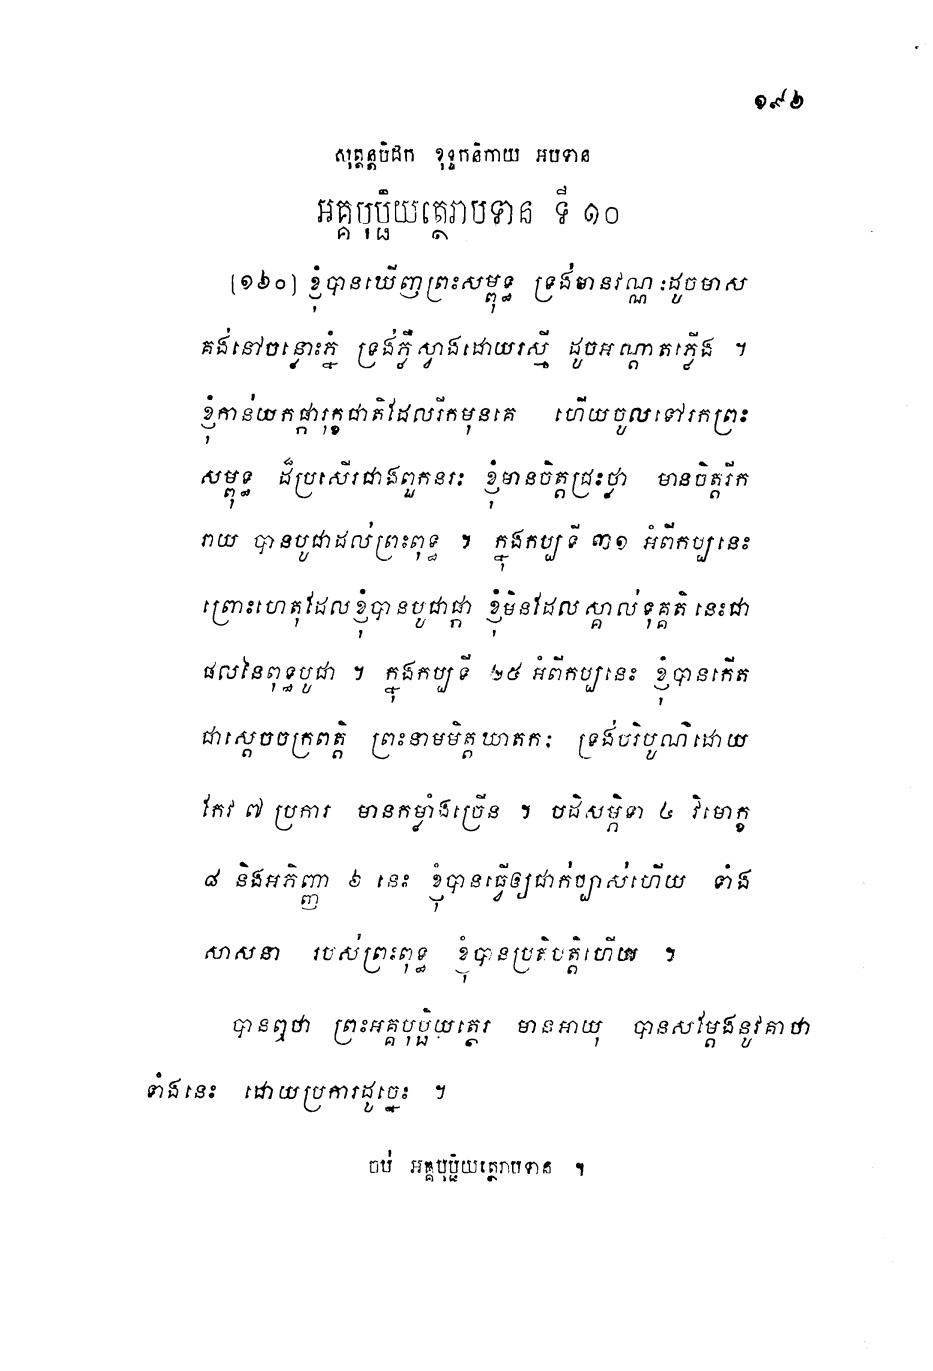 ១៩៦
សុត្តន្តបិដក ខុទ្ទកនិកាយ អបទាន
អគ្គបុប្ផិយត្ថេរាបទាន ទី ១០
[១៦០] ខ្ញុំបានឃើញព្រះសម្ពុទ្ធ ទ្រង់មានវណ្ណៈដូចមាស
គង់នៅចន្លោះភ្នំ ទ្រង់ភ្លឺស្វាងដោយរស្មី ដូចអណ្តាតភ្លើង ។
ខ្ញុំកាន់យកផ្ការុក្ខជាតិដែលរីកមុនគេ ហើយចូលទៅរកព្រះ
សម្ពុទ្ធ ដ៏ប្រសើរជាងពួកនរៈ ខ្ញុំមានចិត្តជ្រះថ្លា មានចិត្តរីក
រាយ បានបូជាដល់ព្រះពុទ្ធ ។ ក្នុងកប្បទី ៣១ អំពីកប្បនេះ
ព្រោះហេតុដែលខ្ញុំបានបូជាផ្កា ខ្ញុំមិនដែលស្គាល់ទុគ្គតិ នេះជា
ផលនៃពុទ្ធបូជា ។ ក្នុងកប្បទី ២៥ អំពីកប្បនេះ ខ្ញុំបានកើត
ជាស្តេចចក្រពត្តិ ព្រះនាមមិត្តឃាតកៈ ទ្រង់បរិបូណ៌ដោយ
កែវ ៧ ប្រការ មានកម្លាំងច្រើន ។ បដិសម្ភិទា ៤ វិមោក្ខ
៨ និងអភិញ្ញា ៦ នេះ ខ្ញុំបានធ្វើឲ្យជាក់ច្បាស់ហើយ ទាំង
សាសនា របស់ព្រះពុទ្ធ ខ្ញុំបានប្រតិបត្តិហើយ ។
បានឮថា ព្រះអគ្គបុប្ផិយត្ថេរ មានអាយុ បានសម្តែងនូវគាថា
ទាំងនេះ ដោយប្រការដូច្នេះ ។
ចប់ អគ្គបុប្ផិយត្ថេរាបទាន ។